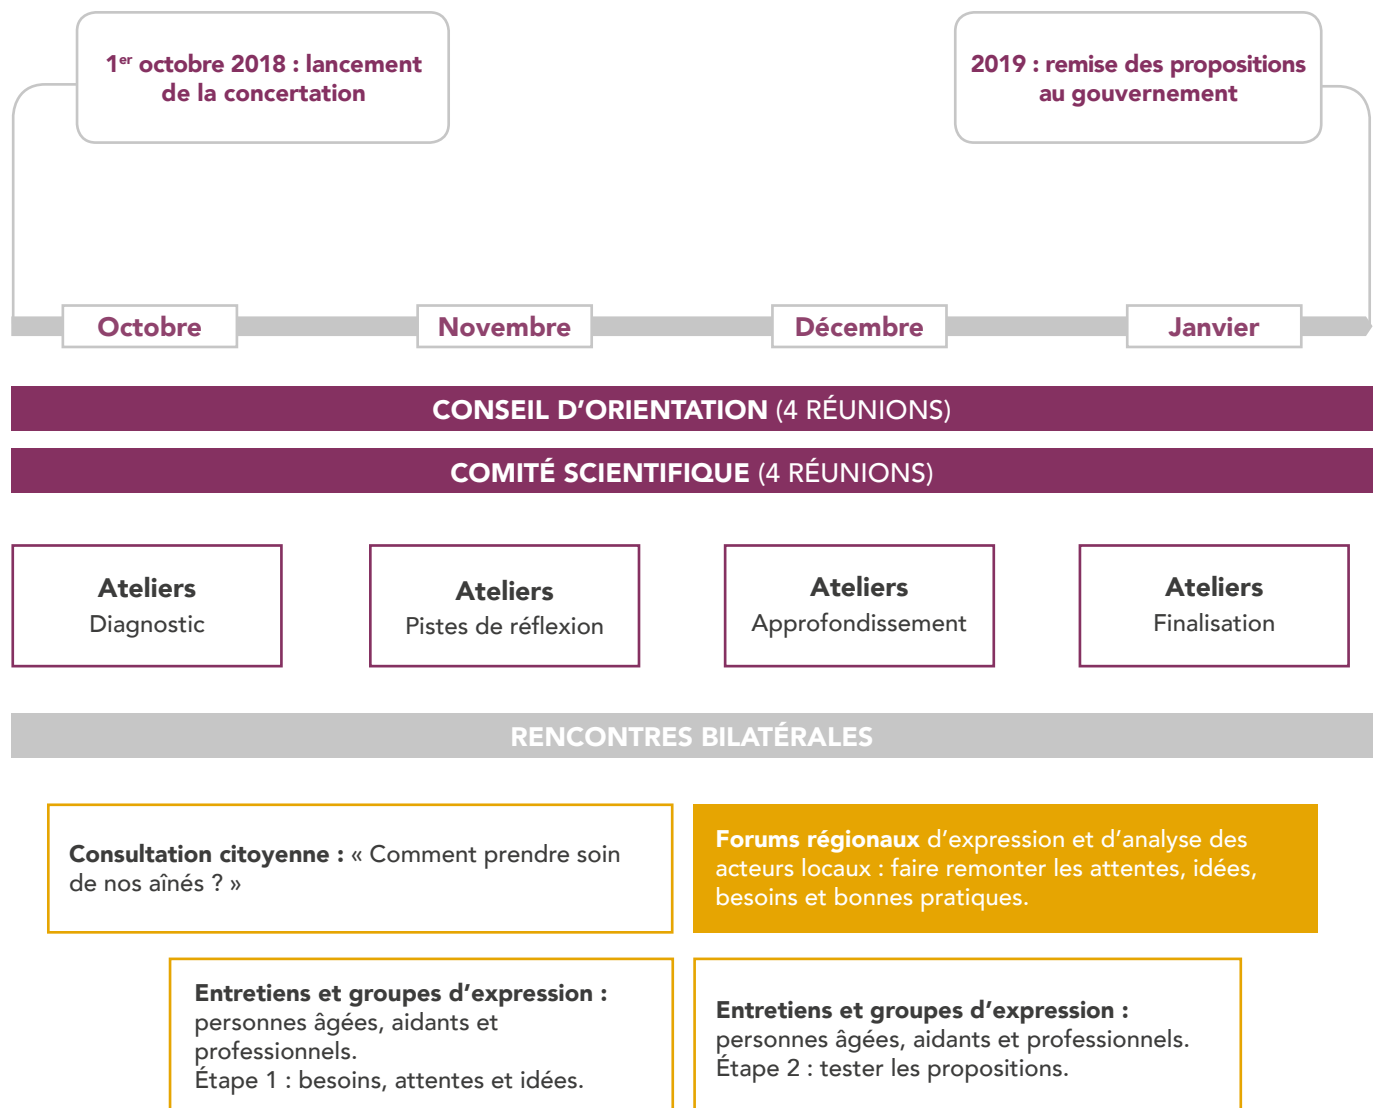 1er octobre 2018 : lancement
de la concertation
2019 : remise des propositions
au gouvernement
Octobre
Novembre
Décembre
Janvier
CONSEIL D’ORIENTATION (4 RÉUNIONS)
COMITÉ SCIENTIFIQUE (4 RÉUNIONS)
Ateliers
Diagnostic
Ateliers
Pistes de réflexion
Ateliers
Approfondissement
Ateliers
Finalisation
RENCONTRES BILATÉRALES
Consultation citoyenne : « Comment prendre soin
de nos aînés ? »
Forums régionaux d’expression et d’analyse des
acteurs locaux : faire remonter les attentes, idées,
besoins et bonnes pratiques.
Entretiens et groupes d’expression :
personnes âgées, aidants et
professionnels.
Étape 1 : besoins, attentes et idées.
Entretiens et groupes d’expression :
personnes âgées, aidants et professionnels.
Étape 2 : tester les propositions.